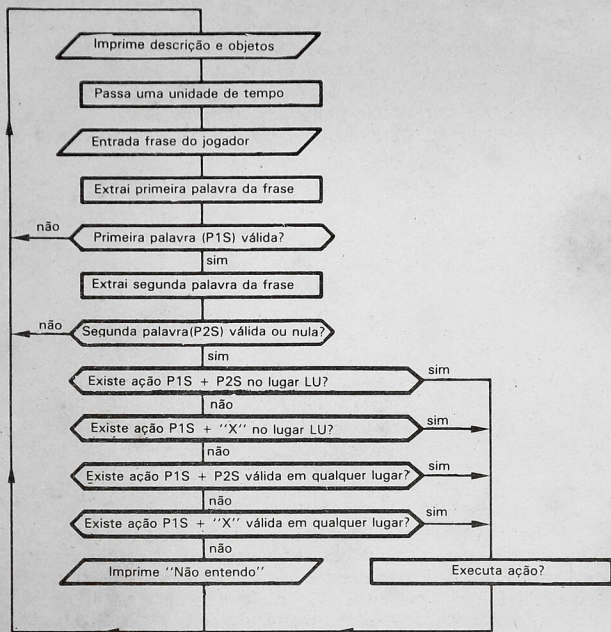 Imprime descrição e objetos
Passa uma unidade de tempo
Entrada frase do jogador
Extrai primeira palavra da frase
não
Primeira palavra (P1S) válida?
sim
Extrai segunda palavra da frase
não
Segunda palavra(P2S) válida ou nula?
sim
Existe ação P1S + P2S no lugar LU?
sim
não
Existe ação P1S + "X" no lugar LU?
sim
não
Existe ação P1S + P2S válida em qualquer lugar?
sim
não
Existe ação P1S + "X" válida em qualquer lugar?
sim
não
Imprime "Não entendo"
Executa ação?